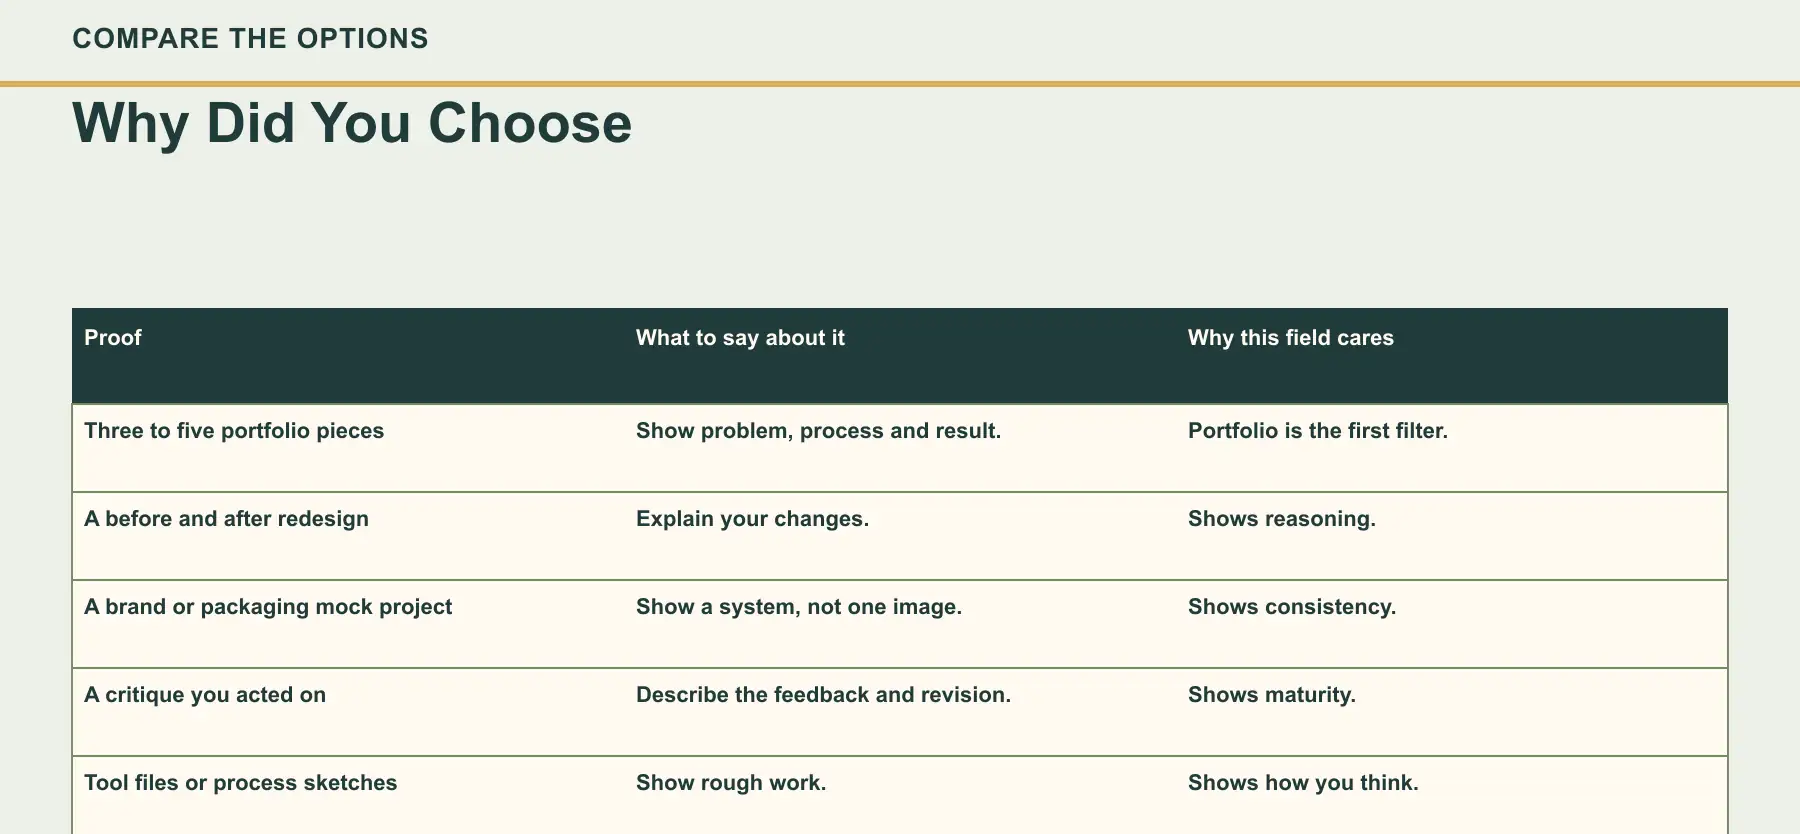 COMPARE THE OPTIONS
Why Did You Choose
Proof What to say about it Why this field cares
Three to five portfolio pieces Show problem, process and result. Portfolio is the first filter.
A before and after redesign Explain your changes. Shows reasoning.
A brand or packaging mock project Show a system, not one image. Shows consistency.
A critique you acted on Describe the feedback and revision. Shows maturity.
Tool files or process sketches Show rough work. Shows how you think.